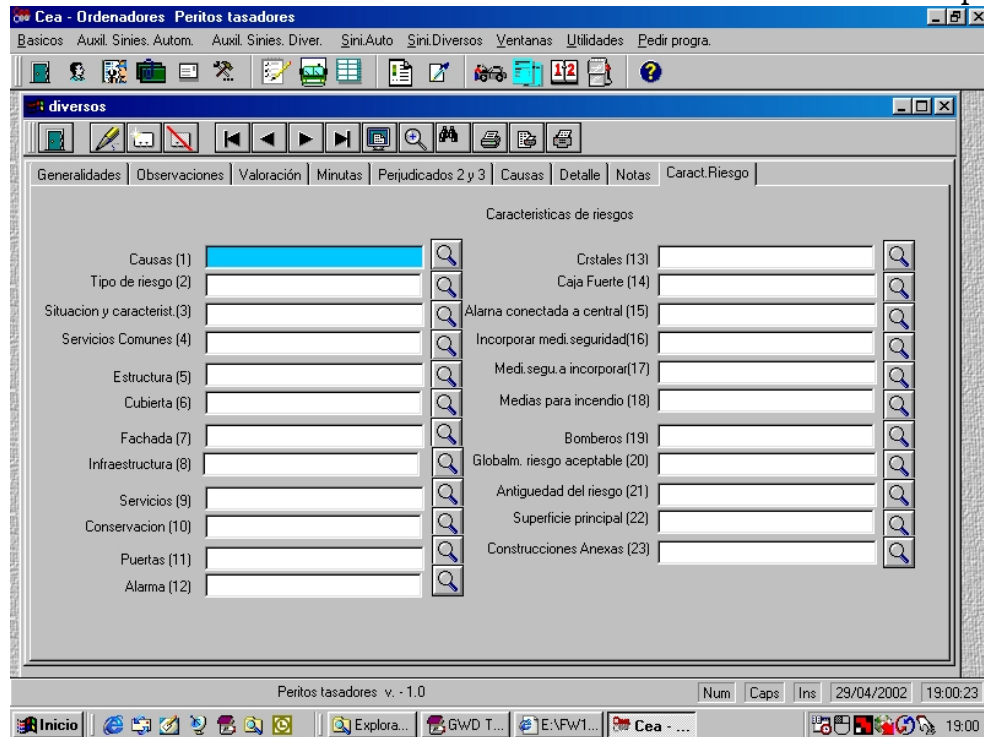 Cea - Ordenadores Peritos tasadores
Basicos Auxil. Sinies. Autom. Auxil. Sinies. Diver. Sini.Auto Sini.Diversos Ventanas Utilidades Pedir progra.
diversos
Generalidades Observaciones Valoración Minutas Perjudicados 2 y 3 Causas Detalle Notas Caract.Riesgo
Caracteristicas de riesgos
Causas (1)
Tipo de riesgo (2)
Situacion y caracterist.(3)
Servicios Comunes (4)
Estructura (5)
Cubierta (6)
Fachada (7)
Infraestructura (8)
Servicios (9)
Conservacion (10)
Puertas (11)
Alarma (12)
Crstales (13)
Caja Fuerte (14)
Alarna conectada a central (15)
Incorporar medi.seguridad(16)
Medi.segu.a incorporar(17)
Medias para incendio (18)
Bomberos (19)
Globalm. riesgo aceptable (20)
Antiguedad del riesgo (21)
Superficie principal (22)
Construcciones Anexas (23)
Peritos tasadores v. - 1.0 Num Caps Ins 29/04/2002 19:00:23
Inicio Explora... GWD T... E:\FW1... Cea - ... 19:00